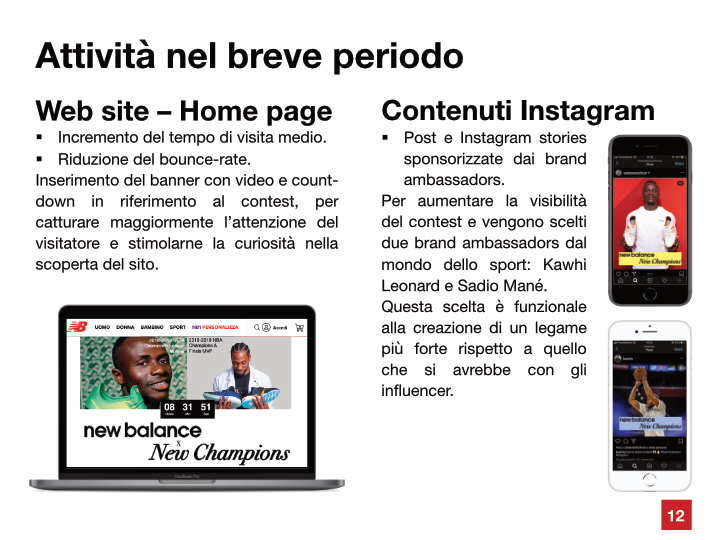 Attività nel breve periodo
Web site – Home page
▪ Incremento del tempo di visita medio.
▪ Riduzione del bounce-rate.
Inserimento del banner con video e count-
down in riferimento al contest, per
catturare maggiormente l'attenzione del
visitatore e stimolarne la curiosità nella
scoperta del sito.
NB UOMO DONNA BAMBINO SPORT NB1 PERSONALIZZA Accedi
2018-2019 NBA
Champions &
Finals MVP
08 31 51
new balance
x
New Champions
MacBook Pro
Contenuti Instagram
▪ Post e Instagram stories
sponsorizzate dai brand
ambassadors.
Per aumentare la visibilità
del contest e vengono scelti
due brand ambassadors dal
mondo dello sport: Kawhi
Leonard e Sadio Mané.
Questa scelta è funzionale
alla creazione di un legame
più forte rispetto a quello
che si avrebbe con gli
influencer.
new balance
New Champions
new balance
New Champions
12